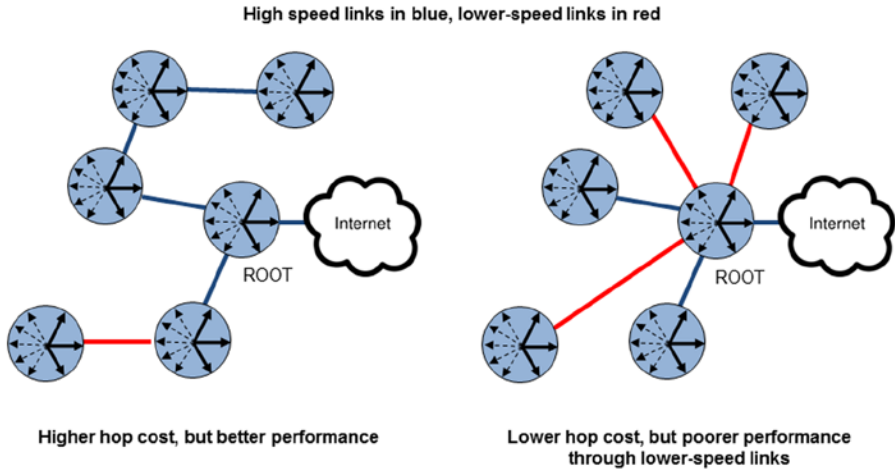 High speed links in blue, lower-speed links in red
Internet
ROOT
Internet
ROOT
Higher hop cost, but better performance
Lower hop cost, but poorer performance
through lower-speed links